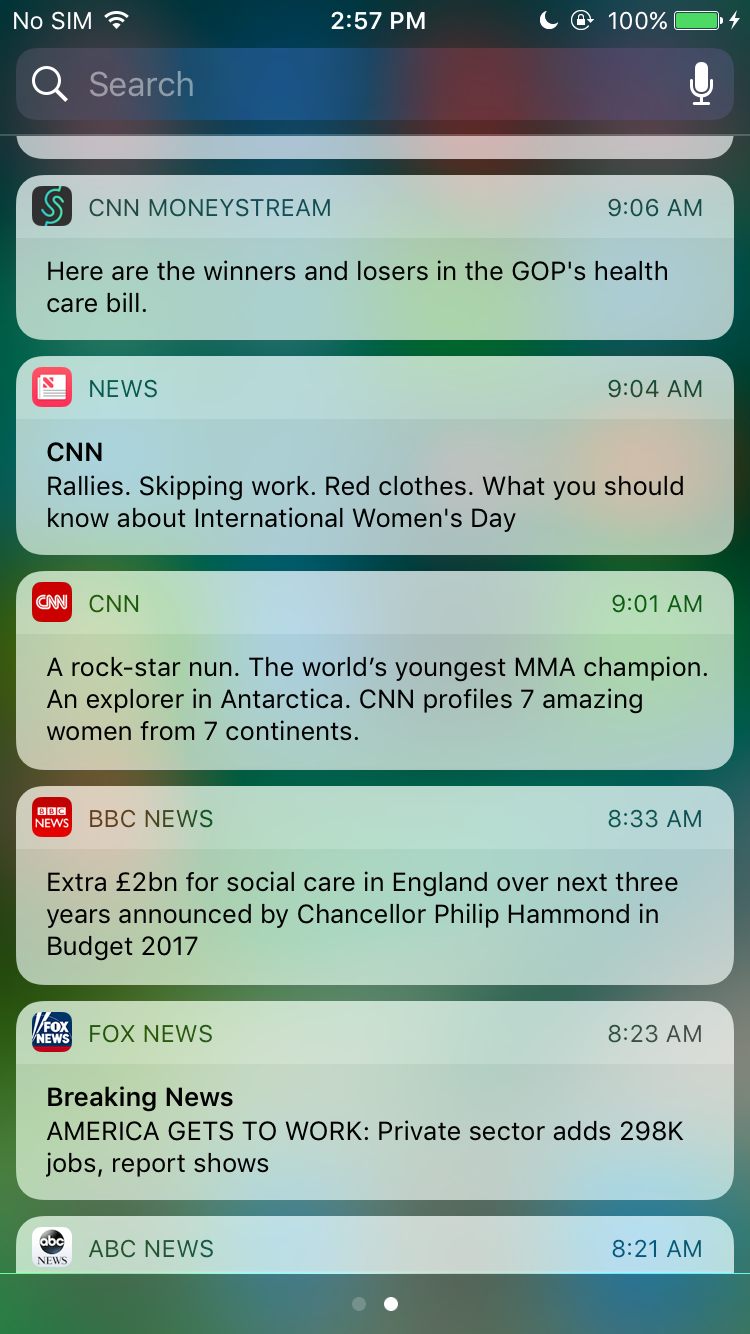 No SIM 2:57 PM 100%
Search
CNN MONEYSTREAM 9:06 AM
Here are the winners and losers in the GOP's health
care bill.
NEWS 9:04 AM
CNN
Rallies. Skipping work. Red clothes. What you should
know about International Women's Day
CNN CNN 9:01 AM
A rock-star nun. The world’s youngest MMA champion.
An explorer in Antarctica. CNN profiles 7 amazing
women from 7 continents.
BBC NEWS BBC NEWS 8:33 AM
Extra £2bn for social care in England over next three
years announced by Chancellor Philip Hammond in
Budget 2017
FOX NEWS FOX NEWS 8:23 AM
Breaking News
AMERICA GETS TO WORK: Private sector adds 298K
jobs, report shows
abc NEWS ABC NEWS 8:21 AM